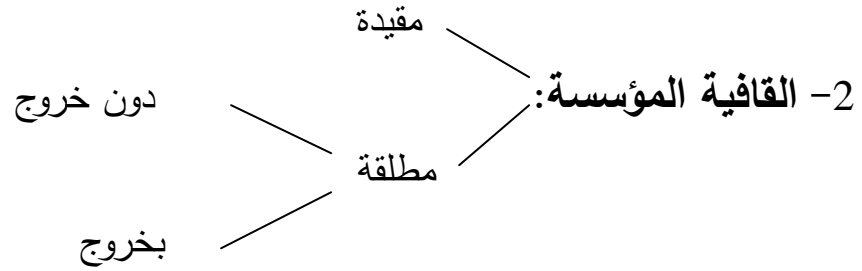 مقيدة
2- القافية المؤسسة:
دون خروج
مطلقة
بخروج